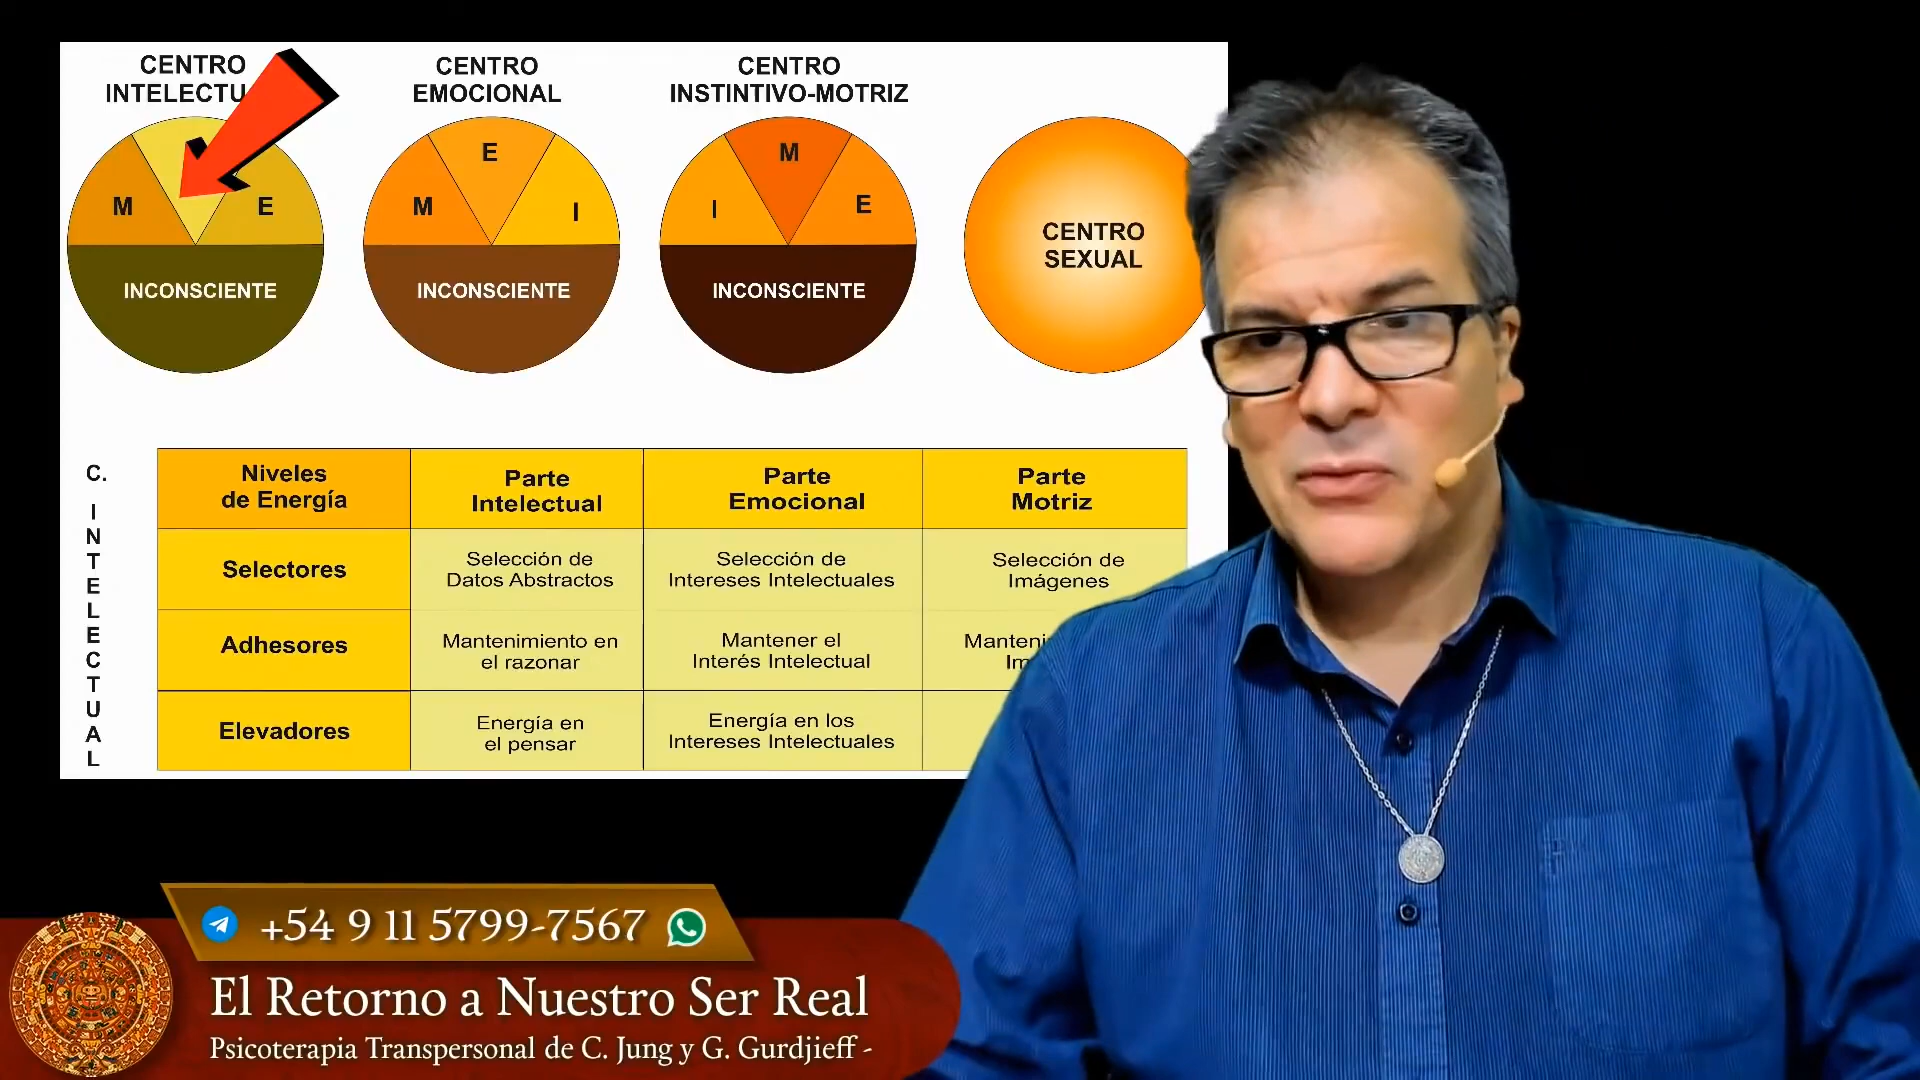 CENTRO
INTELECTU
CENTRO
EMOCIONAL
CENTRO
INSTINTIVO-MOTRIZ
M
E
INCONSCIENTE
M
E
I
INCONSCIENTE
I
M
E
INCONSCIENTE
CENTRO
SEXUAL
C.
I
N
T
E
L
E
C
T
U
A
L
Niveles
de Energía
Parte
Intelectual
Parte
Emocional
Parte
Motriz
Selectores
Selección de
Datos Abstractos
Selección de
Intereses Intelectuales
Selección de
Imágenes
Adhesores
Mantenimiento en
el razonar
Mantener el
Interés Intelectual
Elevadores
Energía en
el pensar
Energía en los
Intereses Intelectuales
+54 9 11 5799-7567
El Retorno a Nuestro Ser Real
Psicoterapia Transpersonal de C. Jung y G. Gurdjieff -